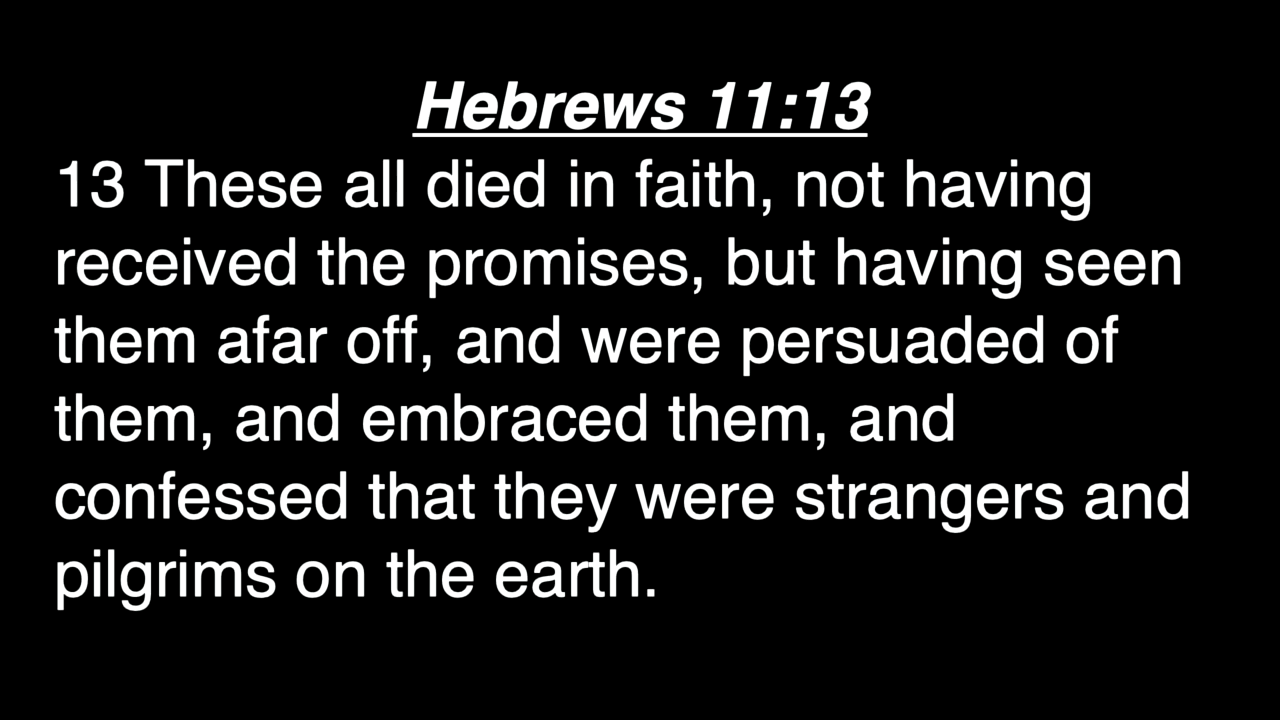 Hebrews 11:13
13 These all died in faith, not having
received the promises, but having seen
them afar off, and were persuaded of
them, and embraced them, and
confessed that they were strangers and
pilgrims on the earth.